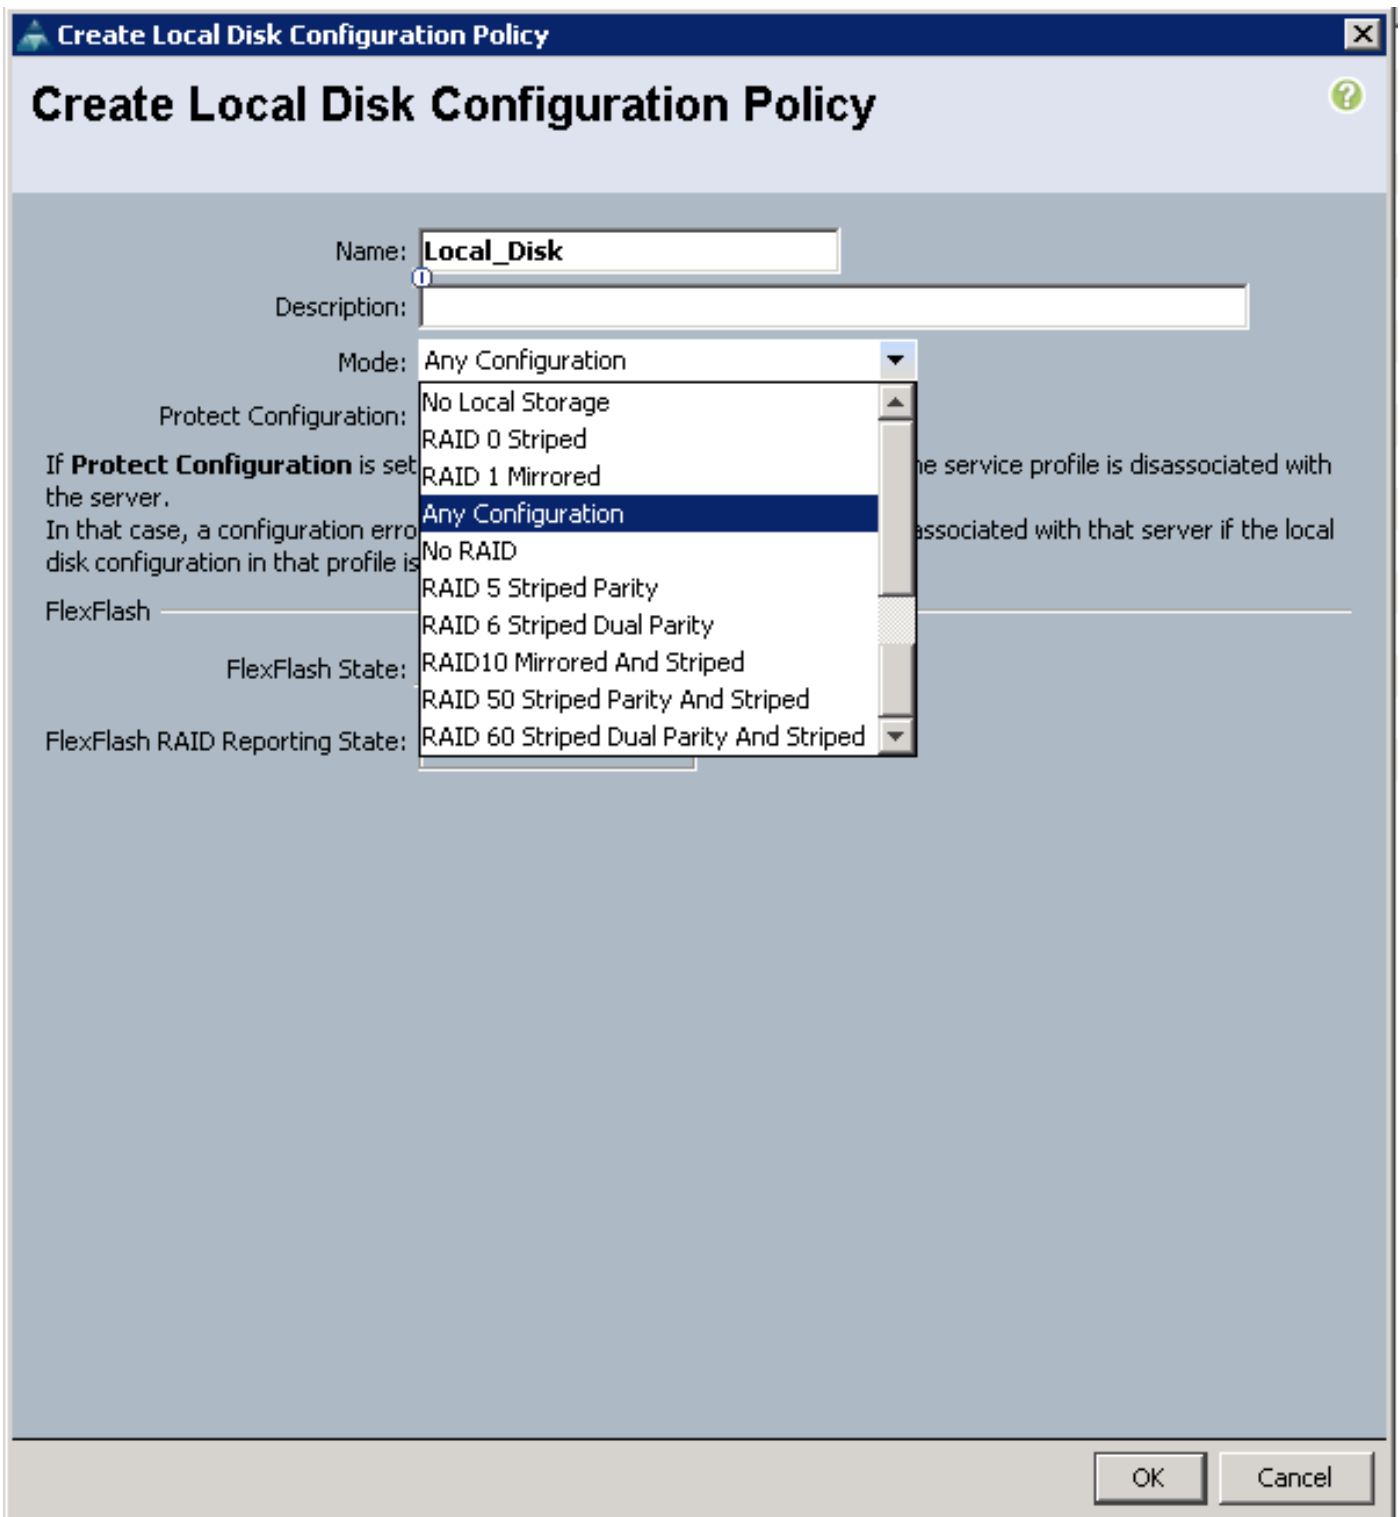 Create Local Disk Configuration Policy
Create Local Disk Configuration Policy
Name: Local_Disk
Description:
Mode: Any Configuration
No Local Storage
RAID 0 Striped
RAID 1 Mirrored
Any Configuration
No RAID
RAID 5 Striped Parity
RAID 6 Striped Dual Parity
RAID10 Mirrored And Striped
RAID 50 Striped Parity And Striped
RAID 60 Striped Dual Parity And Striped
Protect Configuration:
If Protect Configuration is set he service profile is disassociated with
the server.
In that case, a configuration erro associated with that server if the local
disk configuration in that profile is
FlexFlash
FlexFlash State:
FlexFlash RAID Reporting State:
OK Cancel